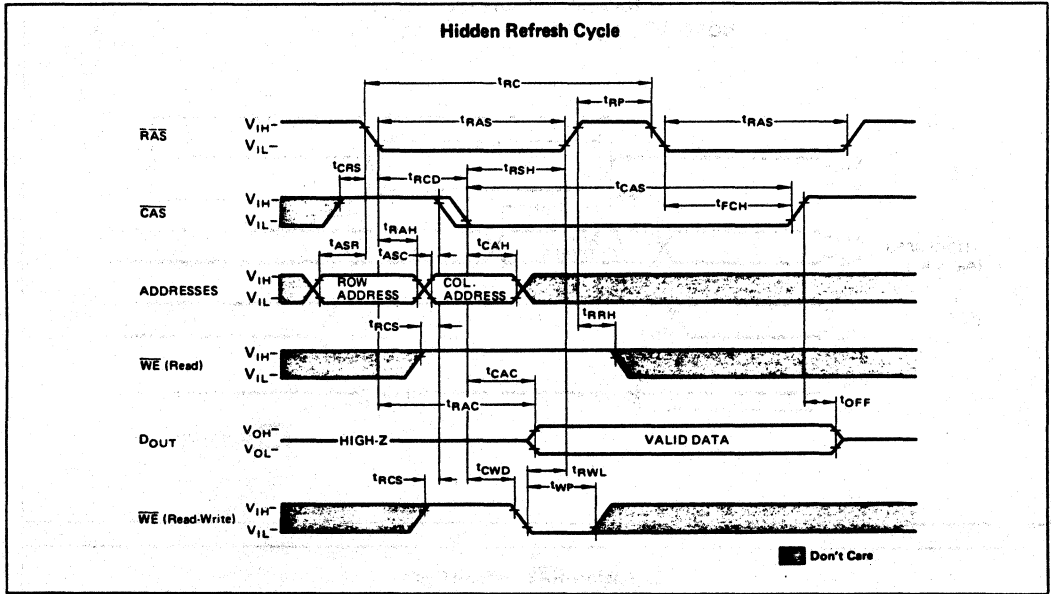 Hidden Refresh Cycle
tRC
tRP
RAS
VIH-
VIL-
tRAS
tRAS
tCRS
tRCD
tRSH
tCAS
CAS
VIH-
VIL-
tFCH
tASR
tRAH
tASC
tCAH
ADDRESSES
VIH-
VIL-
ROW
ADDRESS
COL.
ADDRESS
tRCS
tRRH
WE (Read)
VIH-
VIL-
tCAC
tRAC
tOFF
DOUT
VOH-
VOL-
HIGH-Z
VALID DATA
tRCS
tCWD
tRWL
tWP
WE (Read-Write)
VIH-
VIL-
Don't Care